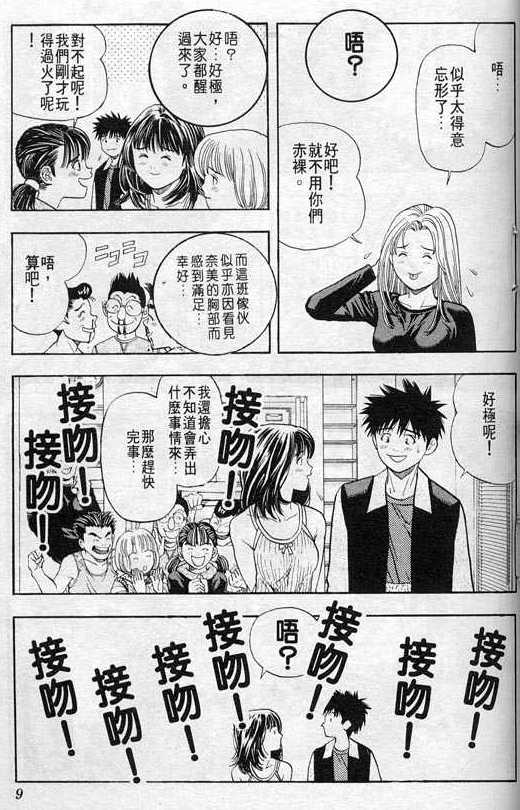 唔…
似乎太得意
忘形了…
唔？
好吧！
就不用你們
赤裸。
唔？
好…好極，
大家都醒
過來了。
對不起呢！
我們剛才玩
得過火了呢
！
而這班傢伙
似乎亦因看見
奈美的胸部而
感到滿足…
幸好…
唔，
算吧！
好極呢！
接吻！
我還擔心
不知道會弄出
什麼事情來…
那麼趕快
完事…
接吻！
接吻！
接吻！
接吻！
接吻！
唔？
接吻！
接吻！
接吻！
接吻！
9